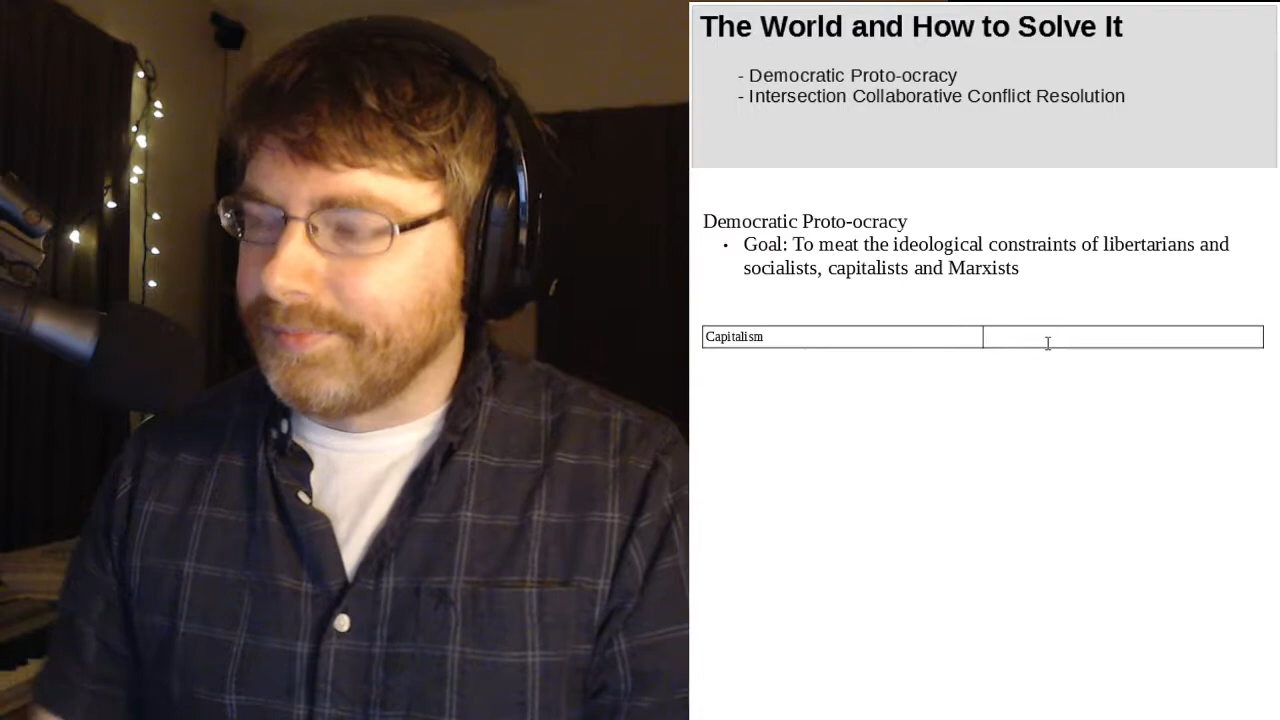 The World and How to Solve It
- Democratic Proto-ocracy
- Intersection Collaborative Conflict Resolution
Democratic Proto-ocracy
• Goal: To meat the ideological constraints of libertarians and
socialists, capitalists and Marxists
Capitalism